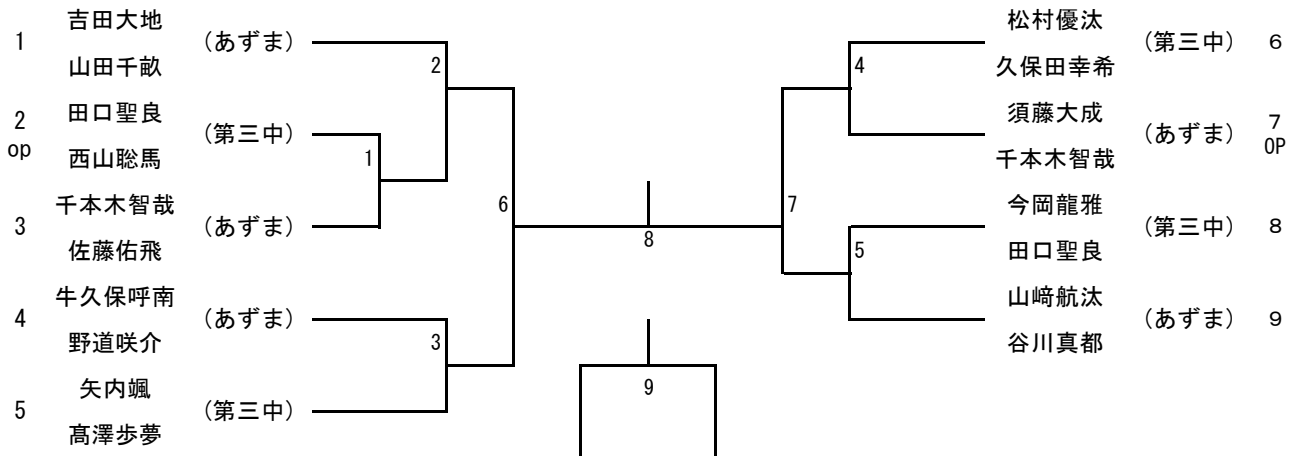 吉田大地
1 (あずま)
山田千畝
2
田口聖良
2 (第三中)
op
西山聡馬
1
千本木智哉
3 (あずま)
佐藤佑飛
6
牛久保呼南
4 (あずま)
野道咲介
3
矢内颯
5 (第三中)
髙澤歩夢
8
9
松村優汰
(第三中) 6
久保田幸希
4
須藤大成
(あずま) 7
OP
千本木智哉
7
今岡龍雅
(第三中) 8
田口聖良
5
山﨑航汰
(あずま) 9
谷川真都